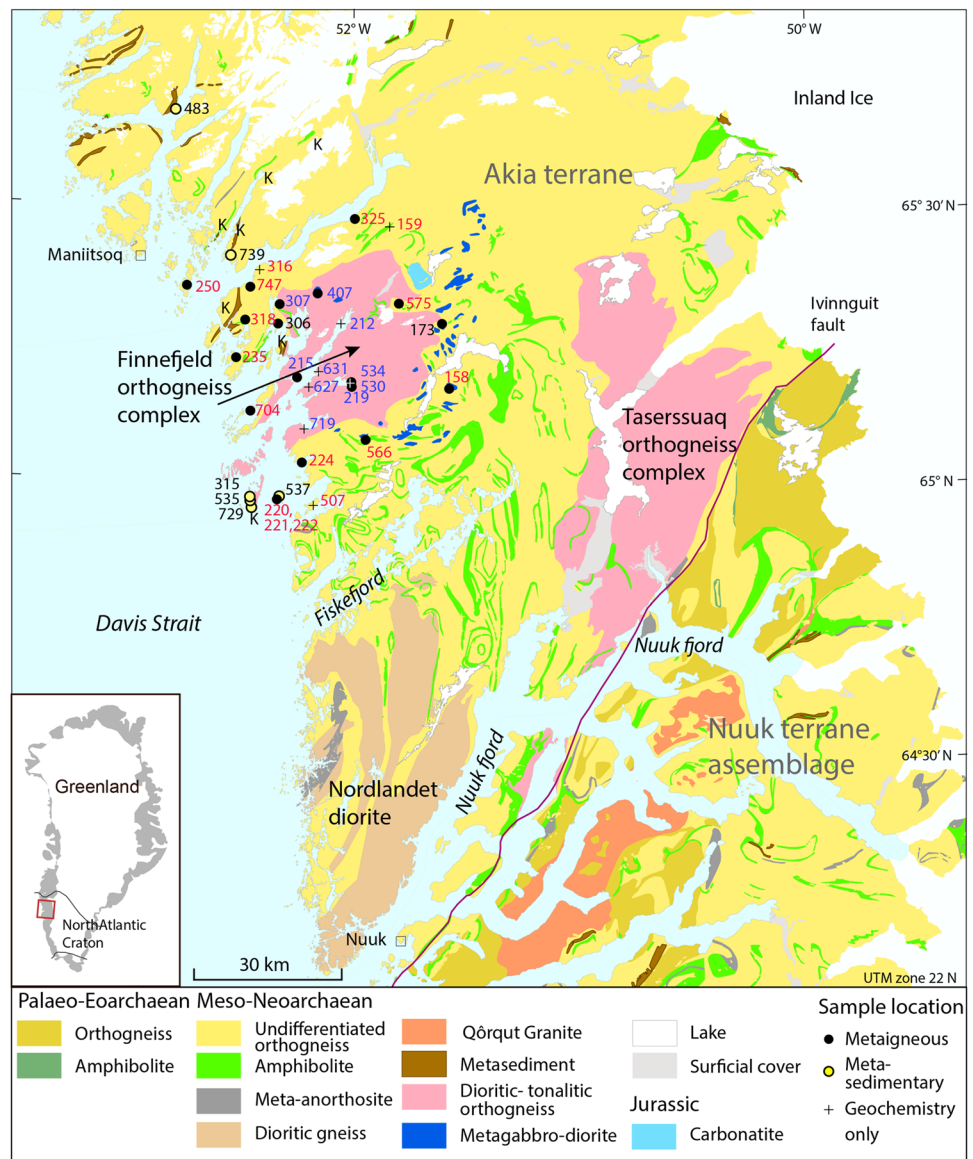 52° W
50° W
483
Inland Ice
K
K
Akia terrane
65° 30′ N
K
K
325
159
Maniitsoq
739
316
Ivinnguit
fault
250
747
407
307
575
K
318
306
212
173
K
Finnefjeld
orthogneiss
complex
235
215
631
534
627
530
219
158
704
719
Taserssuaq
orthogneiss
complex
566
224
65° N
315
535
729
537
507
K
220,
221,222
Fiskefjord
Davis Strait
Nuuk fjord
Nuuk terrane
assemblage
64°30′ N
Nuuk fjord
Greenland
Nordlandet
diorite
NorthAtlantic
Craton
Nuuk
30 km
UTM zone 22 N
Palaeo-Eoarchaean
Orthogneiss
Amphibolite
Meso-Neoarchaean
Undifferentiated
orthogneiss
Amphibolite
Meta-anorthosite
Dioritic gneiss
Qôrqut Granite
Metasediment
Dioritic- tonalitic
orthogneiss
Metagabbro-diorite
Lake
Surficial cover
Jurassic
Carbonatite
Sample location
Metaigneous
Meta-
sedimentary
Geochemistry
only